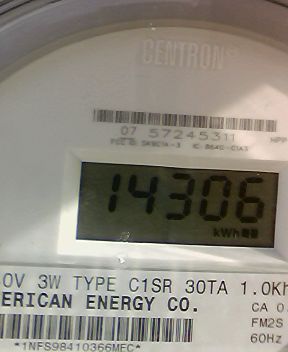 CENTRON
07 57245311
14306
kWh
0V 3W TYPE C1SR 30TA 1.0Kh
ERICAN ENERGY CO.
CA 0.
FM2S
60Hz
*1NFS98410366MEC*